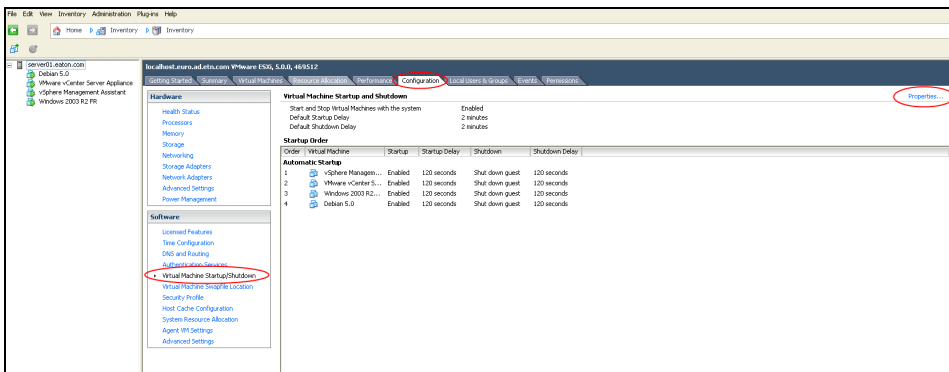 File Edit View Inventory Administration Plug-ins Help
Home Inventory Inventory
server01.eaton.com
Debian 5.0
VMware vCenter Server Appliance
vSphere Management Assistant
Windows 2003 R2 FR
localhost.euro.ad.etn.com VMware ESXi, 5.0.0, 469512
Getting Started Summary Virtual Machines Resource Allocation Performance Configuration Local Users & Groups Events Permissions
Hardware
Health Status
Processors
Memory
Storage
Networking
Storage Adapters
Network Adapters
Advanced Settings
Power Management
Software
Licensed Features
Time Configuration
DNS and Routing
Authentication Services
Virtual Machine Startup/Shutdown
Virtual Machine Swapfile Location
Security Profile
Host Cache Configuration
System Resource Allocation
Agent VM Settings
Advanced Settings
Virtual Machine Startup and Shutdown Properties...
Start and Stop Virtual Machines with the system Enabled
Default Startup Delay 2 minutes
Default Shutdown Delay 2 minutes
Startup Order
Order Virtual Machine Startup Startup Delay Shutdown Shutdown Delay
Automatic Startup
1 vSphere Managem... Enabled 120 seconds Shut down guest 120 seconds
2 VMware vCenter S... Enabled 120 seconds Shut down guest 120 seconds
3 Windows 2003 R2... Enabled 120 seconds Shut down guest 120 seconds
4 Debian 5.0 Enabled 120 seconds Shut down guest 120 seconds